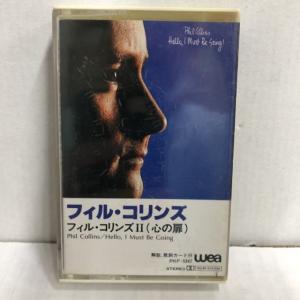 Phil Collins
Hello, I Must Be Going!
フィル・コリンズ
フィル・コリンズII(心の扉)
Phil Collins/Hello, I Must Be Going
解説、歌詞カード付
wea
STEREO